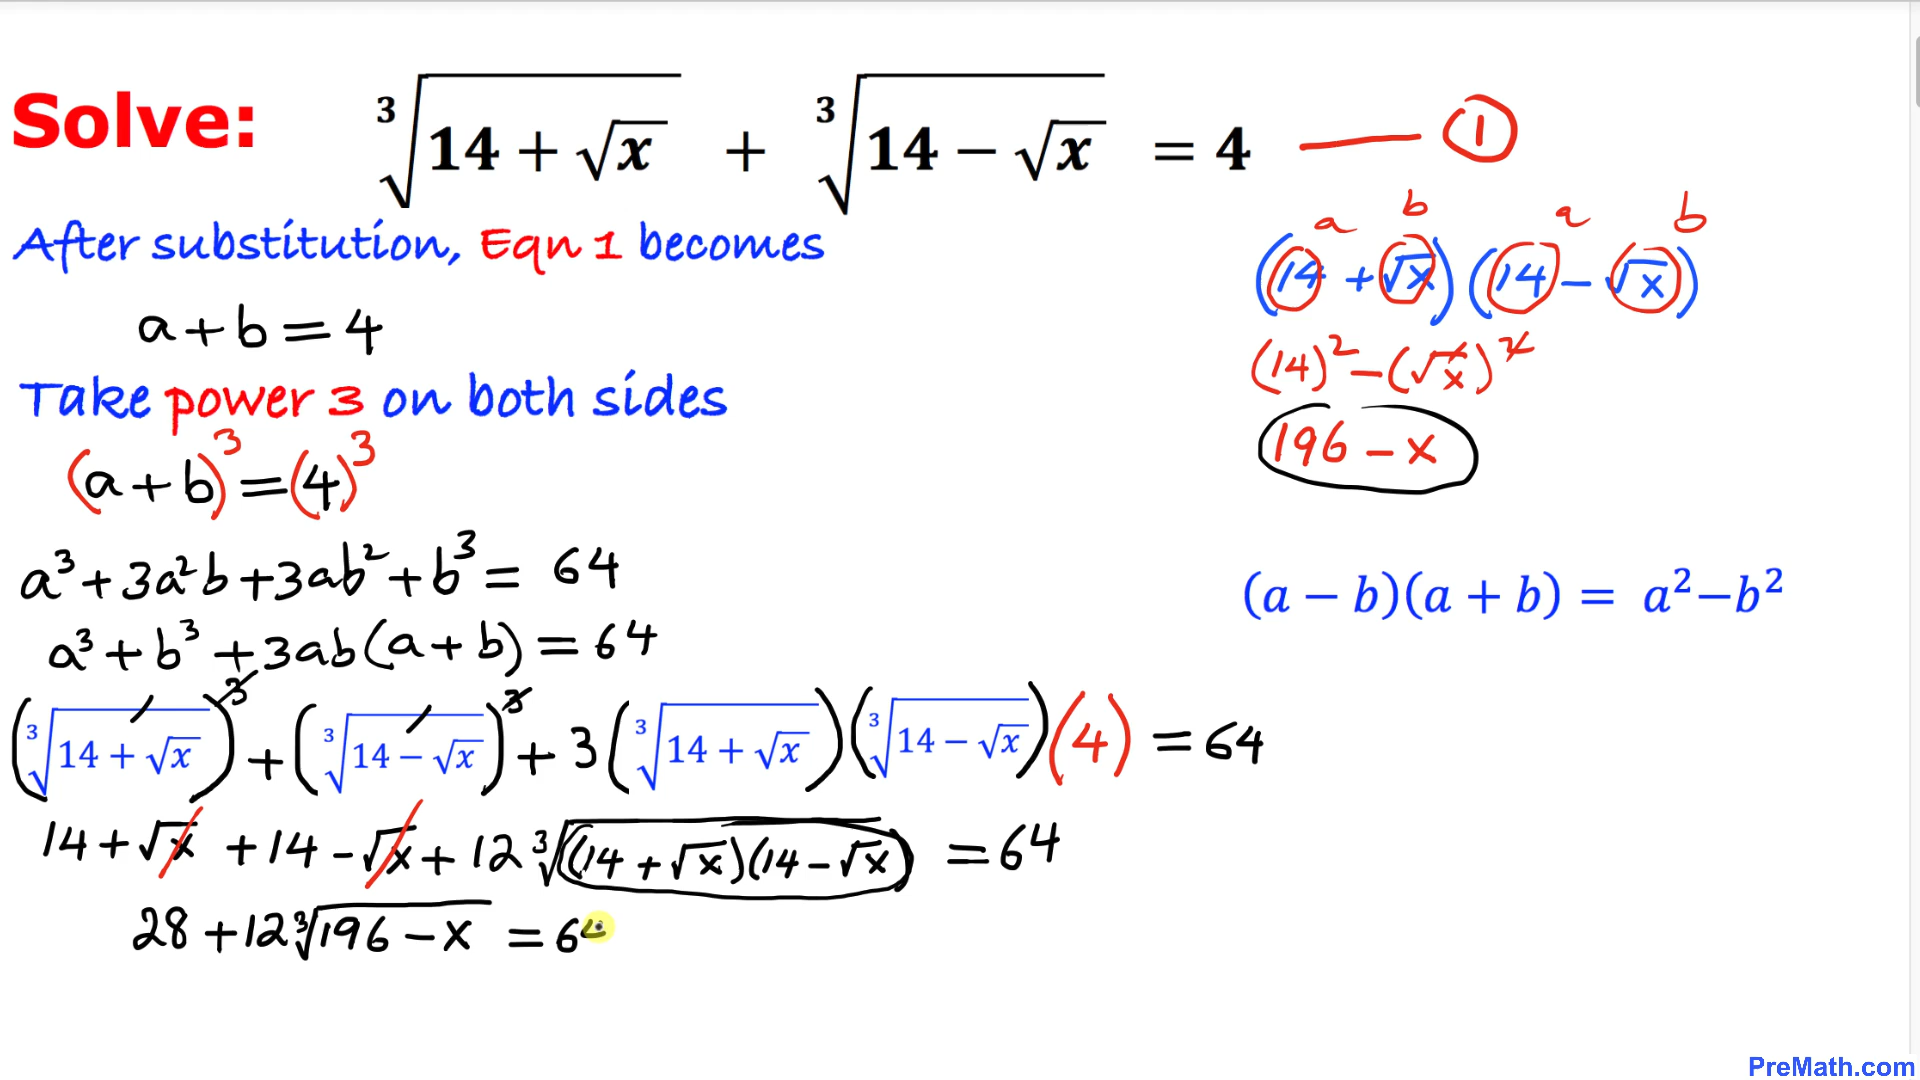 Solve: ∛(14 + √x) + ∛(14 − √x) = 4 —— ①
After substitution, Eqn 1 becomes
a + b = 4
Take power 3 on both sides
(a + b)³ = (4)³
a³ + 3a²b + 3ab² + b³ = 64
a³ + b³ + 3ab(a + b) = 64
(∛(14 + √x))³ + (∛(14 − √x))³ + 3(∛(14 + √x))(∛(14 − √x))(4) = 64
14 + √x + 14 − √x + 12∛((14 + √x)(14 − √x)) = 64
28 + 12∛(196 − x) = 64
a b a b
(14 + √x)(14 − √x)
(14)² − (√x)²
196 − x
(a − b)(a + b) = a² − b²
PreMath.com